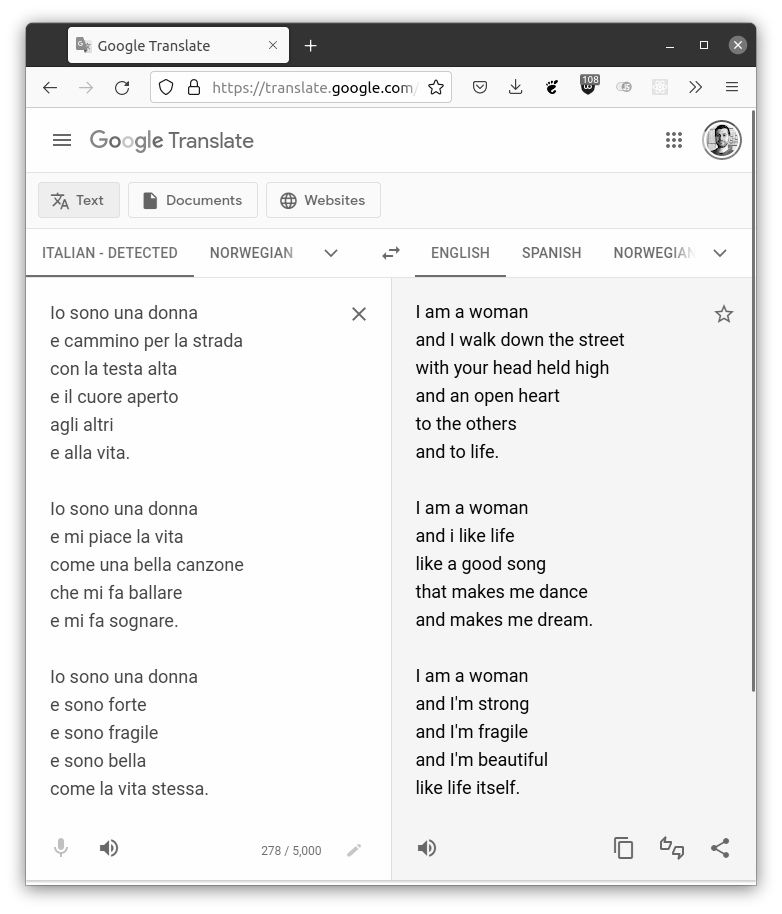 Google Translate
https://translate.google.com/
108
Google Translate
Text
Documents
Websites
ITALIAN - DETECTED
NORWEGIAN
ENGLISH
SPANISH
NORWEGIAN
Io sono una donna
e cammino per la strada
con la testa alta
e il cuore aperto
agli altri
e alla vita.
Io sono una donna
e mi piace la vita
come una bella canzone
che mi fa ballare
e mi fa sognare.
Io sono una donna
e sono forte
e sono fragile
e sono bella
come la vita stessa.
278 / 5,000
I am a woman
and I walk down the street
with your head held high
and an open heart
to the others
and to life.
I am a woman
and i like life
like a good song
that makes me dance
and makes me dream.
I am a woman
and I'm strong
and I'm fragile
and I'm beautiful
like life itself.